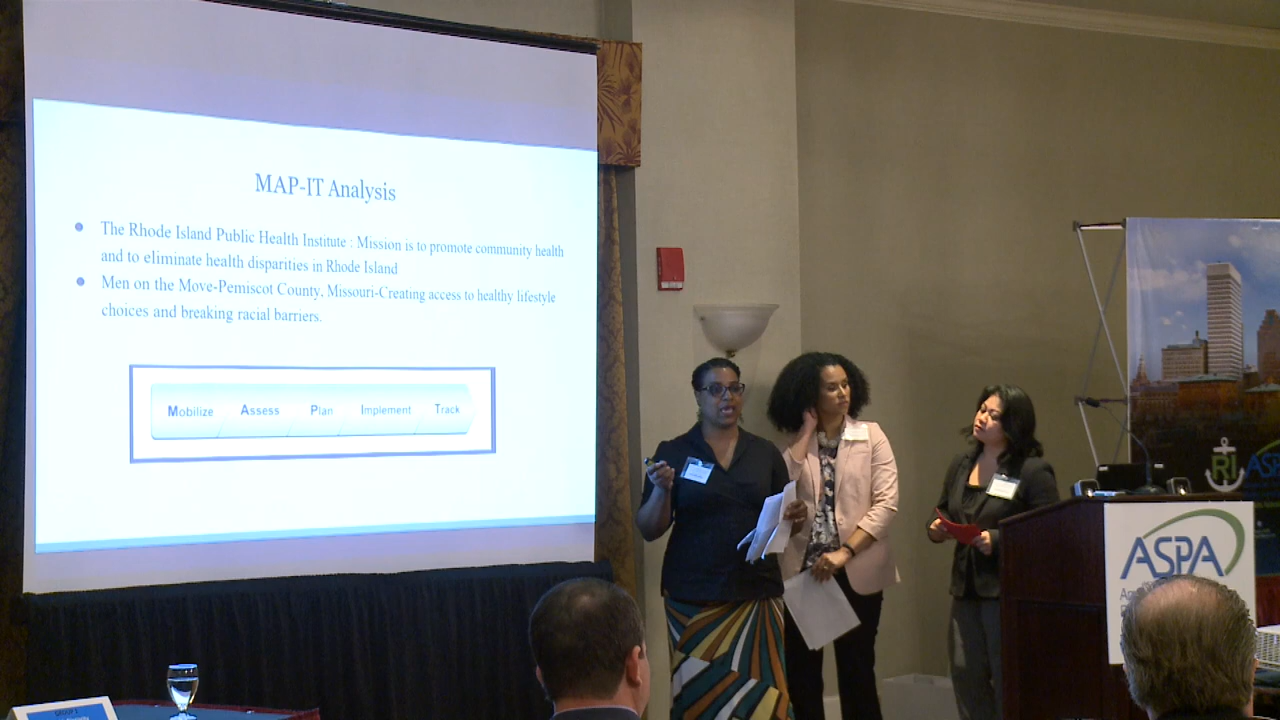 MAP-IT Analysis
The Rhode Island Public Health Institute : Mission is to promote community health
and to eliminate health disparities in Rhode Island
Men on the Move-Pemiscot County, Missouri-Creating access to healthy lifestyle
choices and breaking racial barriers.
Mobilize Assess Plan Implement Track
RI
ASPA
GROUP